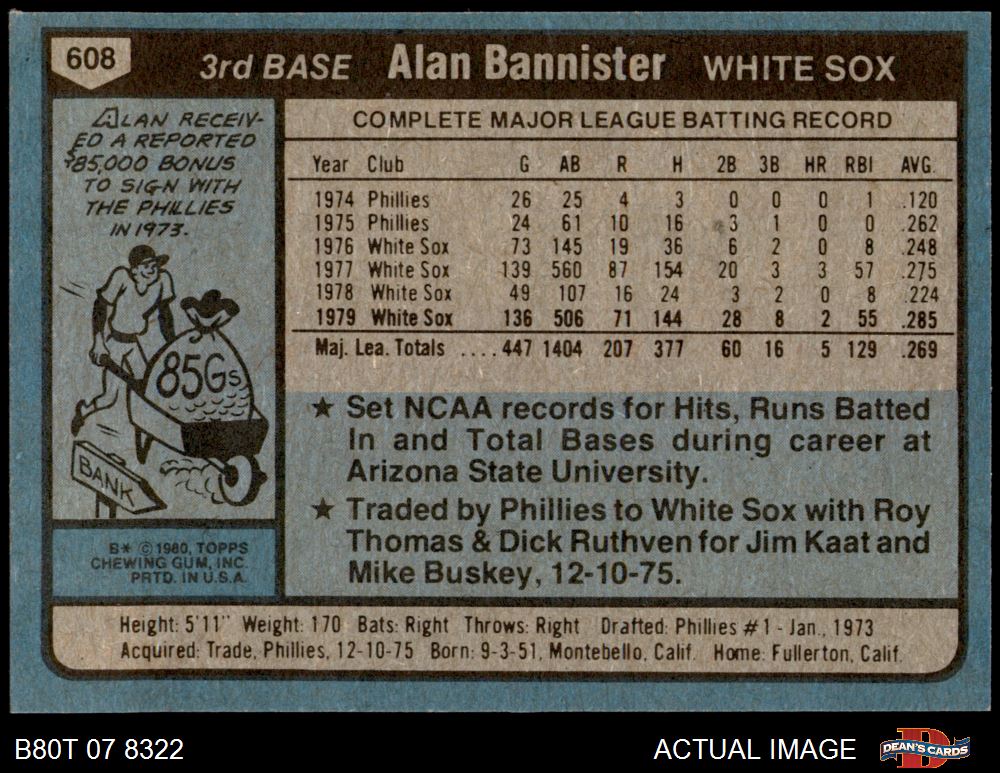 608
3rd BASE Alan Bannister WHITE SOX
ALAN RECEIV-
ED A REPORTED
$85,000 BONUS
TO SIGN WITH
THE PHILLIES
IN 1973.
85Gs
BANK
B* © 1980, TOPPS
CHEWING GUM, INC.
PRTD. IN U.S.A.
COMPLETE MAJOR LEAGUE BATTING RECORD
Year Club G AB R H 2B 3B HR RBI AVG.
1974 Phillies 26 25 4 3 0 0 0 1 .120
1975 Phillies 24 61 10 16 3 1 0 0 .262
1976 White Sox 73 145 19 36 6 2 0 8 .248
1977 White Sox 139 560 87 154 20 3 3 57 .275
1978 White Sox 49 107 16 24 3 2 0 8 .224
1979 White Sox 136 506 71 144 28 8 2 55 .285
Maj. Lea. Totals ....447 1404 207 377 60 16 5 129 .269
★ Set NCAA records for Hits, Runs Batted
In and Total Bases during career at
Arizona State University.
★ Traded by Phillies to White Sox with Roy
Thomas & Dick Ruthven for Jim Kaat and
Mike Buskey, 12-10-75.
Height: 5'11" Weight: 170 Bats: Right Throws: Right Drafted: Phillies #1 - Jan., 1973
Acquired: Trade, Phillies, 12-10-75 Born: 9-3-51, Montebello, Calif. Home: Fullerton, Calif.
B80T 07 8322 ACTUAL IMAGE DEAN'S CARDS